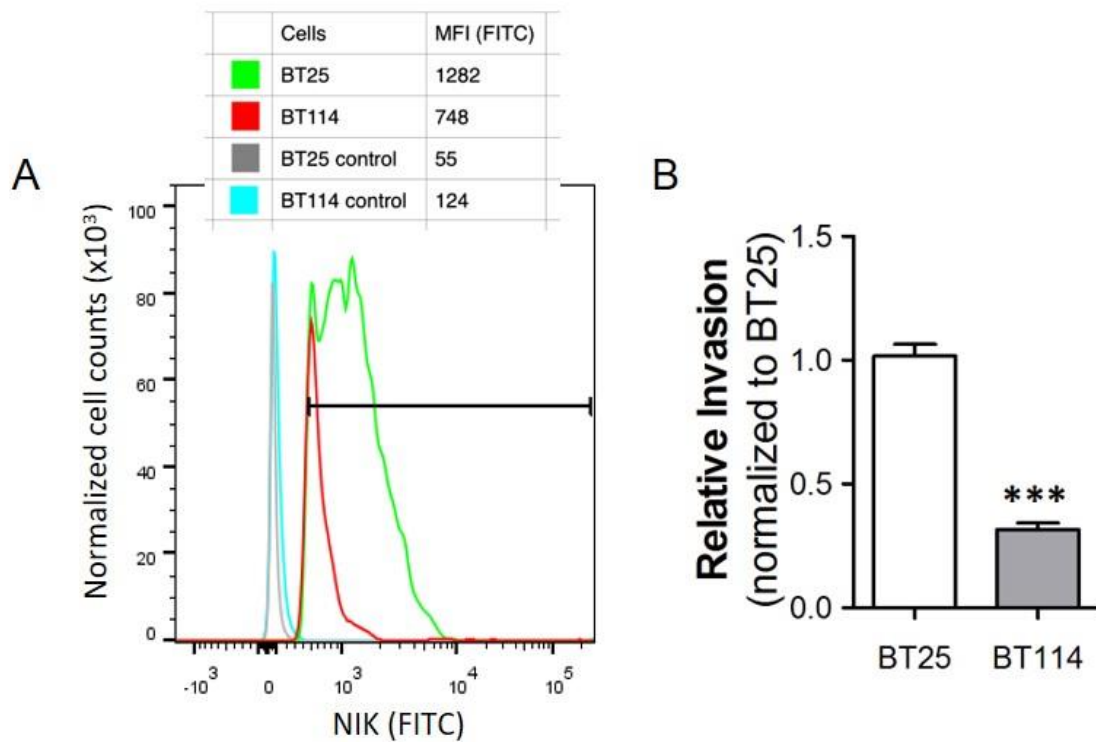 Cells MFI (FITC)
BT25 1282
BT114 748
BT25 control 55
BT114 control 124
A
Normalized cell counts (x10³)
100
80
60
40
20
0
-10³ 0 10³ 10⁴ 10⁵
NIK (FITC)
B
Relative Invasion
(normalized to BT25)
1.5
1.0
0.5
0.0
***
BT25 BT114